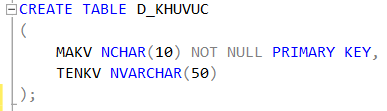 CREATE TABLE D_KHUVUC
(
MAKV NCHAR(10) NOT NULL PRIMARY KEY,
TENKV NVARCHAR(50)
);